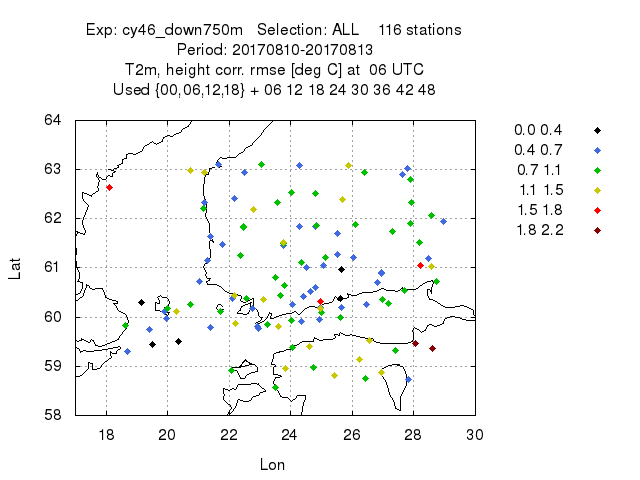 Exp: cy46_down750m Selection: ALL 116 stations
Period: 20170810-20170813
T2m, height corr. rmse [deg C] at 06 UTC
Used {00,06,12,18} + 06 12 18 24 30 36 42 48
64
63
62
61
60
59
58
Lat
18 20 22 24 26 28 30
Lon
0.0 0.4
0.4 0.7
0.7 1.1
1.1 1.5
1.5 1.8
1.8 2.2